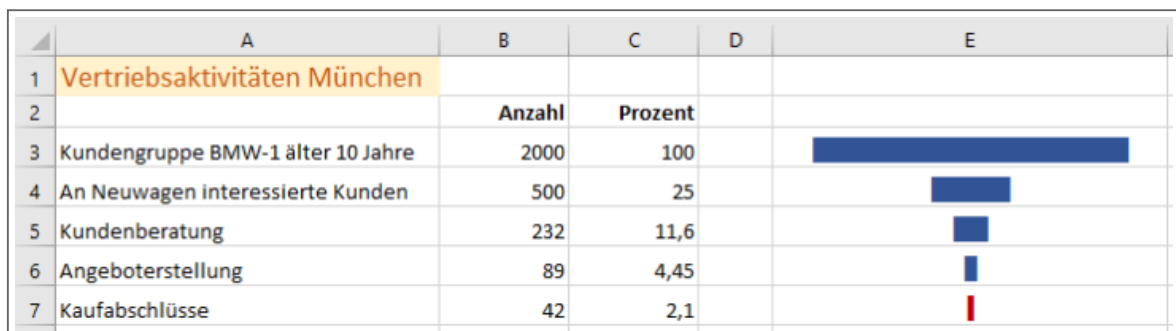 A B C D E
1 Vertriebsaktivitäten München
2 Anzahl Prozent
3 Kundengruppe BMW-1 älter 10 Jahre 2000 100
4 An Neuwagen interessierte Kunden 500 25
5 Kundenberatung 232 11,6
6 Angeboterstellung 89 4,45
7 Kaufabschlüsse 42 2,1